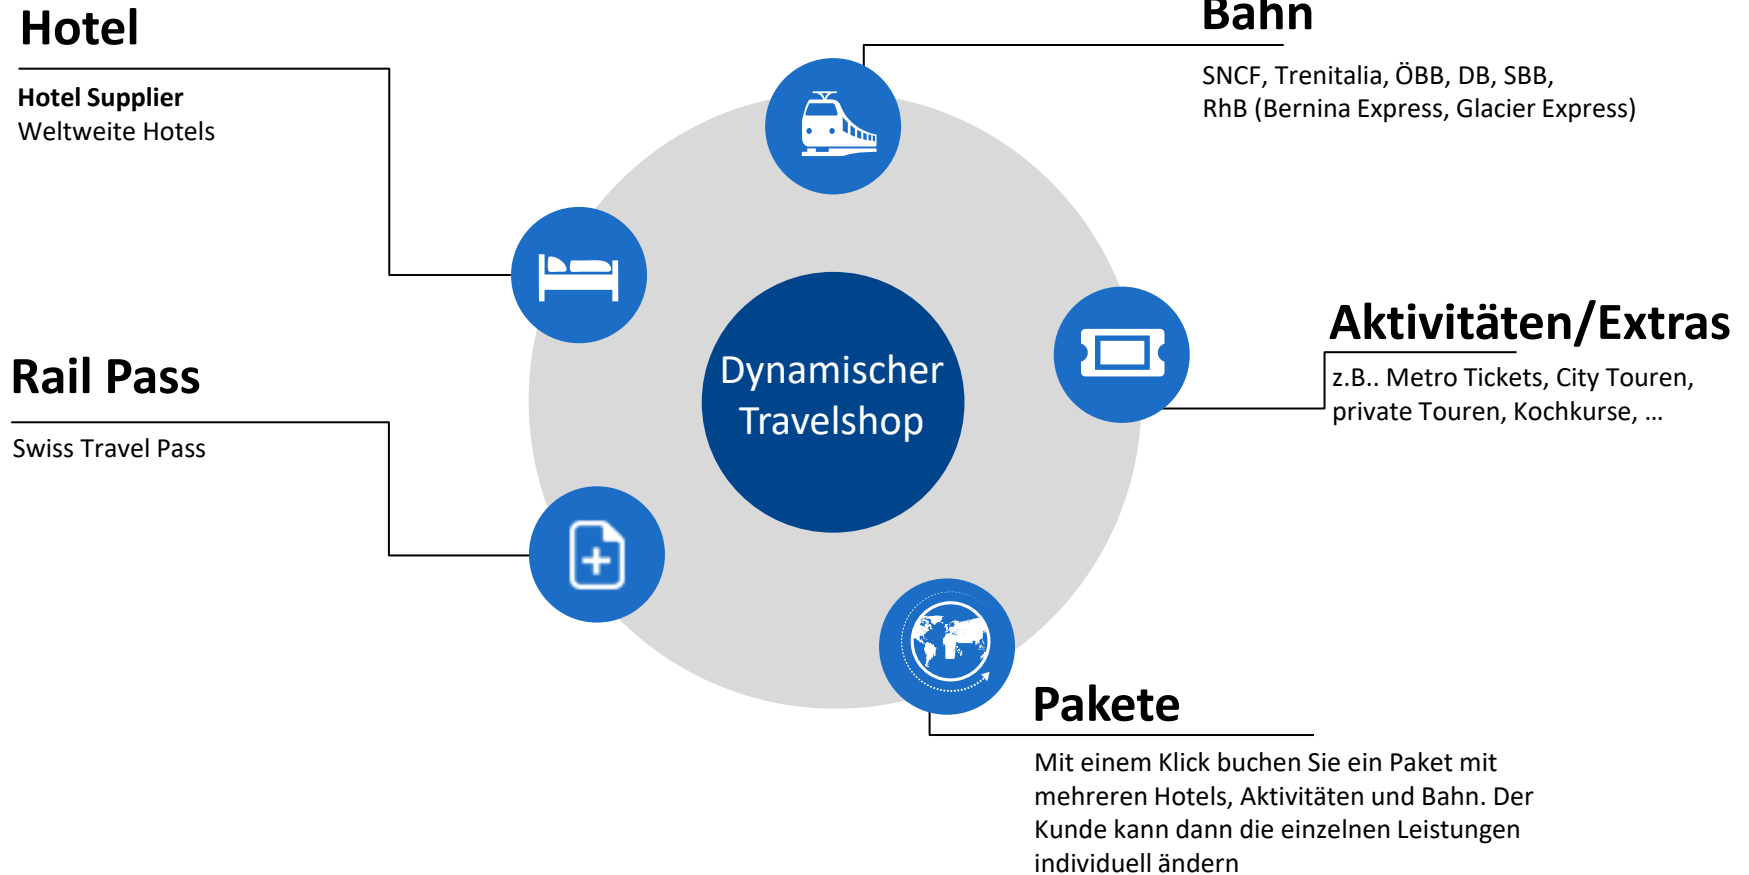 Hotel
Hotel Supplier
Weltweite Hotels
Bahn
SNCF, Trenitalia, ÖBB, DB, SBB,
RhB (Bernina Express, Glacier Express)
Dynamischer
Travelshop
Aktivitäten/Extras
z.B.. Metro Tickets, City Touren,
private Touren, Kochkurse, ...
Rail Pass
Swiss Travel Pass
Pakete
Mit einem Klick buchen Sie ein Paket mit
mehreren Hotels, Aktivitäten und Bahn. Der
Kunde kann dann die einzelnen Leistungen
individuell ändern